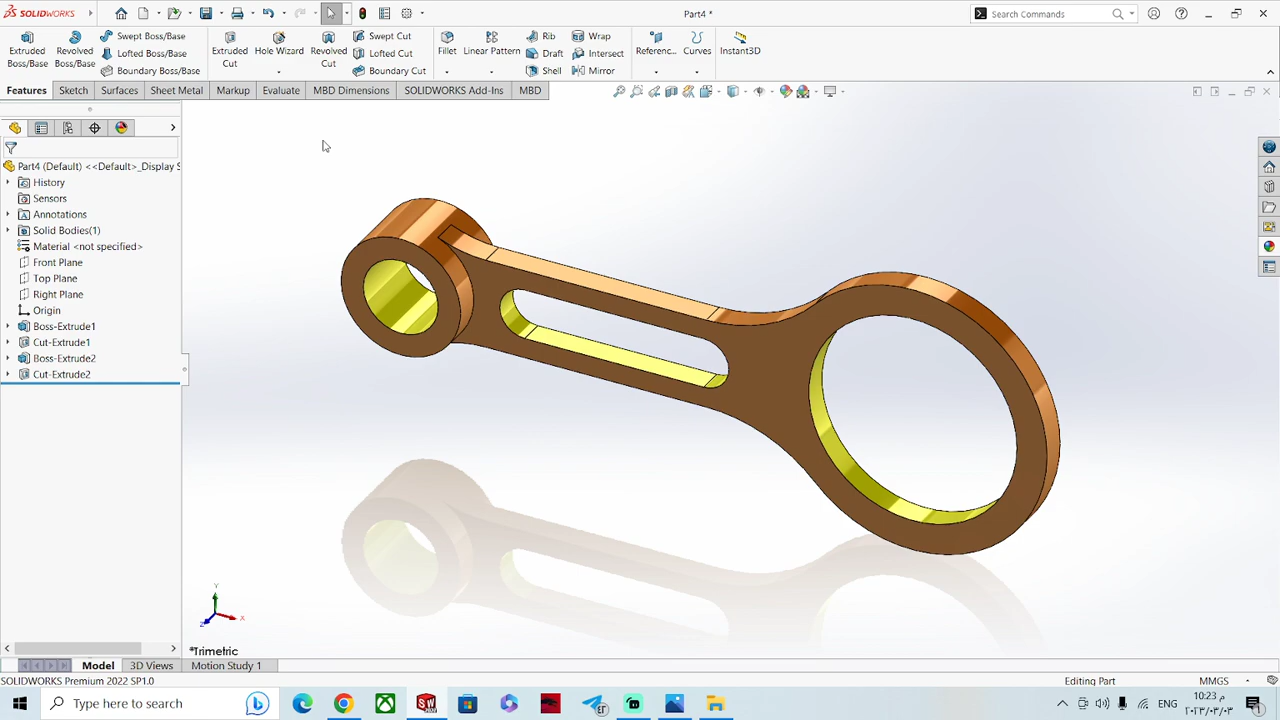 SOLIDWORKS
Part4 *
Search Commands
Extruded Boss/Base
Revolved Boss/Base
Swept Boss/Base
Lofted Boss/Base
Boundary Boss/Base
Extruded Cut
Hole Wizard
Revolved Cut
Swept Cut
Lofted Cut
Boundary Cut
Fillet
Linear Pattern
Rib
Draft
Shell
Wrap
Intersect
Mirror
Referenc...
Curves
Instant3D
Features Sketch Surfaces Sheet Metal Markup Evaluate MBD Dimensions SOLIDWORKS Add-Ins MBD
Part4 (Default) <<Default>_Display S
History
Sensors
Annotations
Solid Bodies(1)
Material <not specified>
Front Plane
Top Plane
Right Plane
Origin
Boss-Extrude1
Cut-Extrude1
Boss-Extrude2
Cut-Extrude2
Y
X
Z
*Trimetric
Model 3D Views Motion Study 1
SOLIDWORKS Premium 2022 SP1.0
Editing Part
MMGS
Type here to search
ENG
10:23 م
٢٠٢٣/٠٣/٠٣